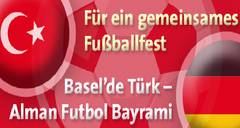 Für ein gemeinsames
Fußballfest
Basel'de Türk –
Alman Futbol Bayrami